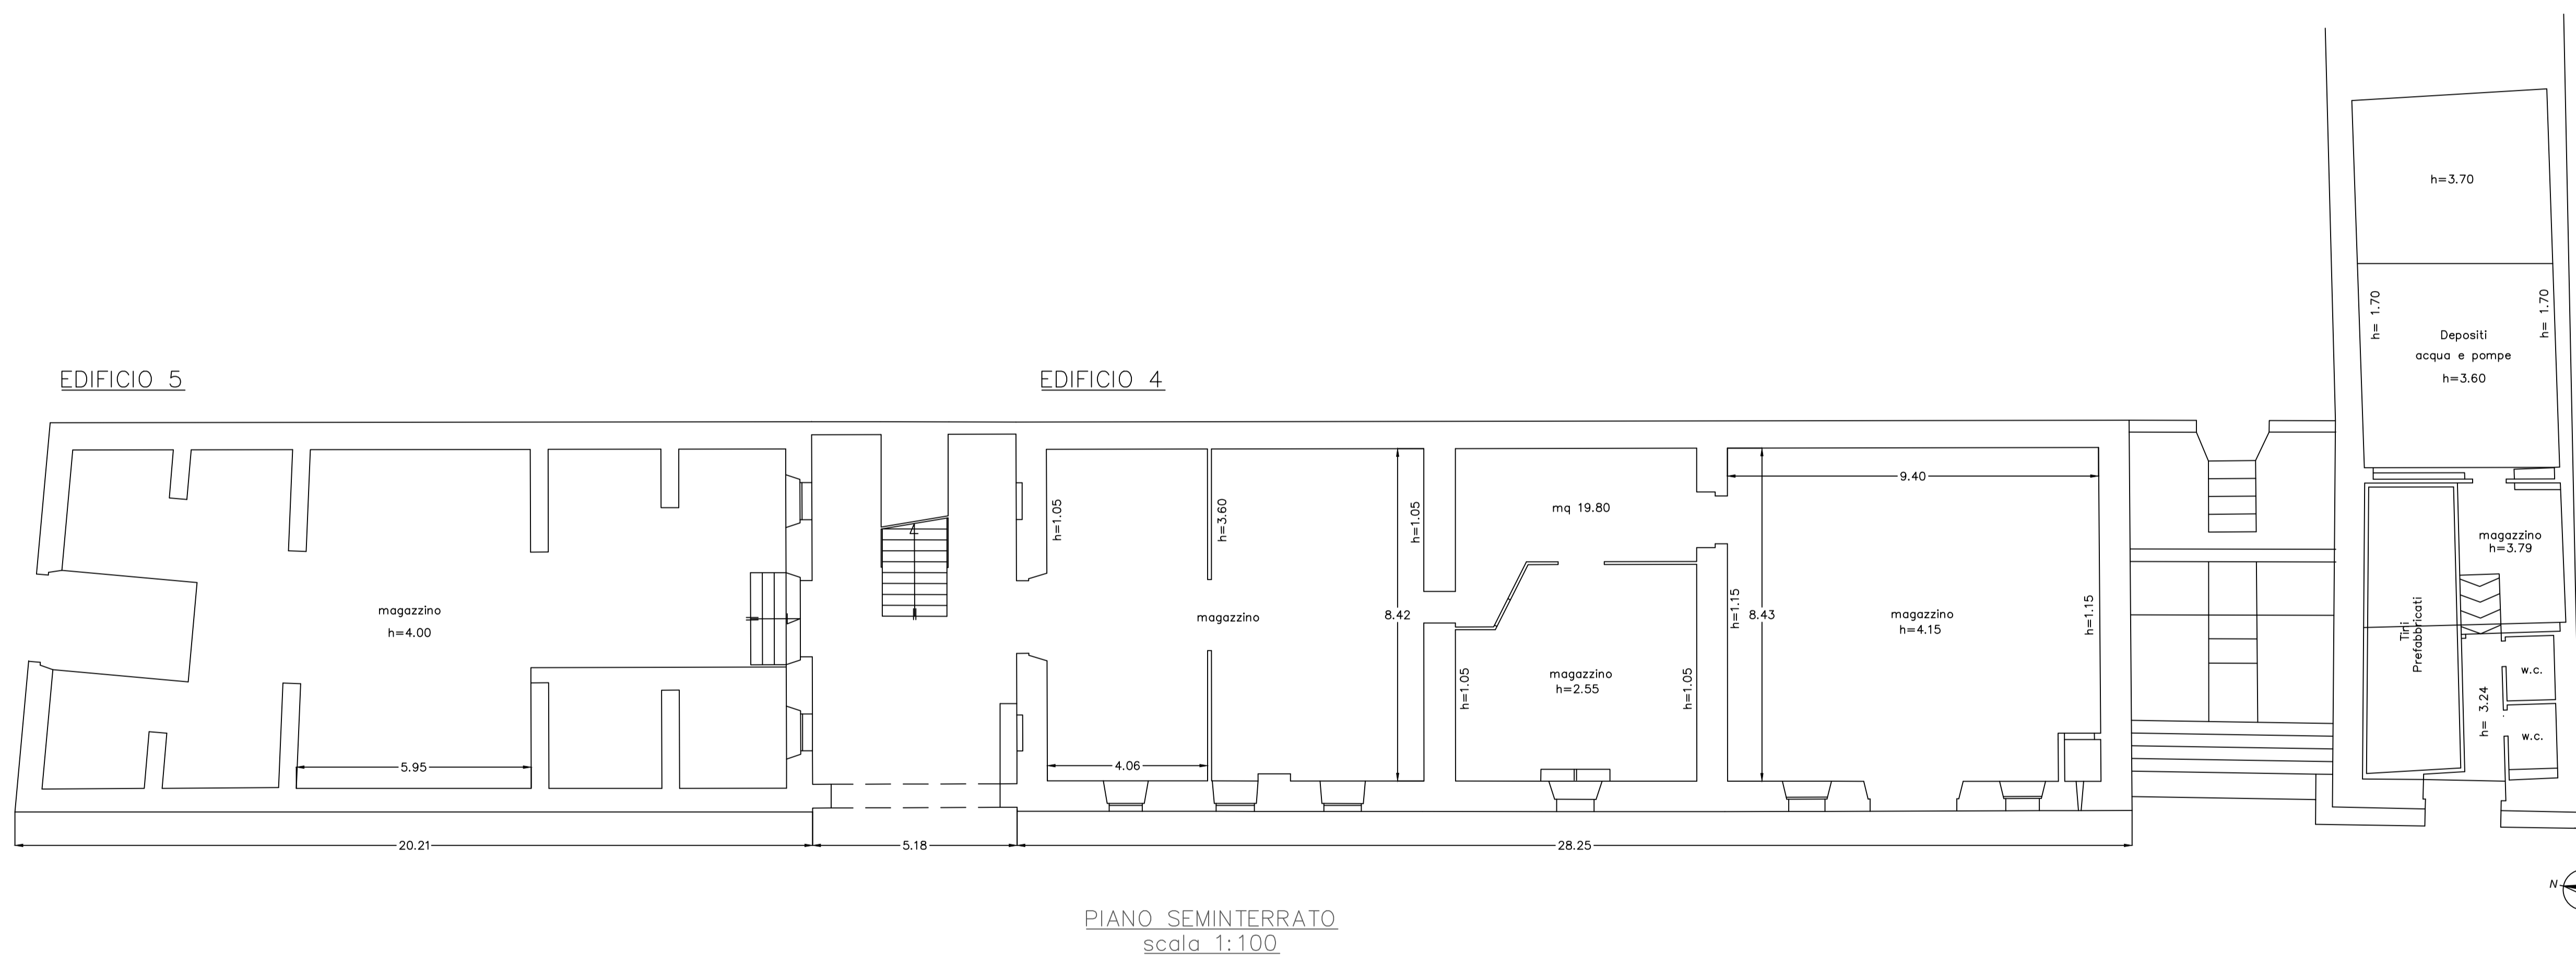 h=3.70
h= 1.70
h= 1.70
Depositi
acqua e pompe
h=3.60
EDIFICIO 5
EDIFICIO 4
9.40
mq 19.80
h=1.05
h=3.60
h=1.05
magazzino
h=3.79
magazzino
h=4.00
magazzino
8.42
h=1.15
8.43
magazzino
h=4.15
h=1.15
Tini
Prefabbricati
h=1.05
magazzino
h=2.55
h=1.05
w.c.
h= 3.24
w.c.
5.95
4.06
20.21
5.18
28.25
N
PIANO SEMINTERRATO
scala 1:100